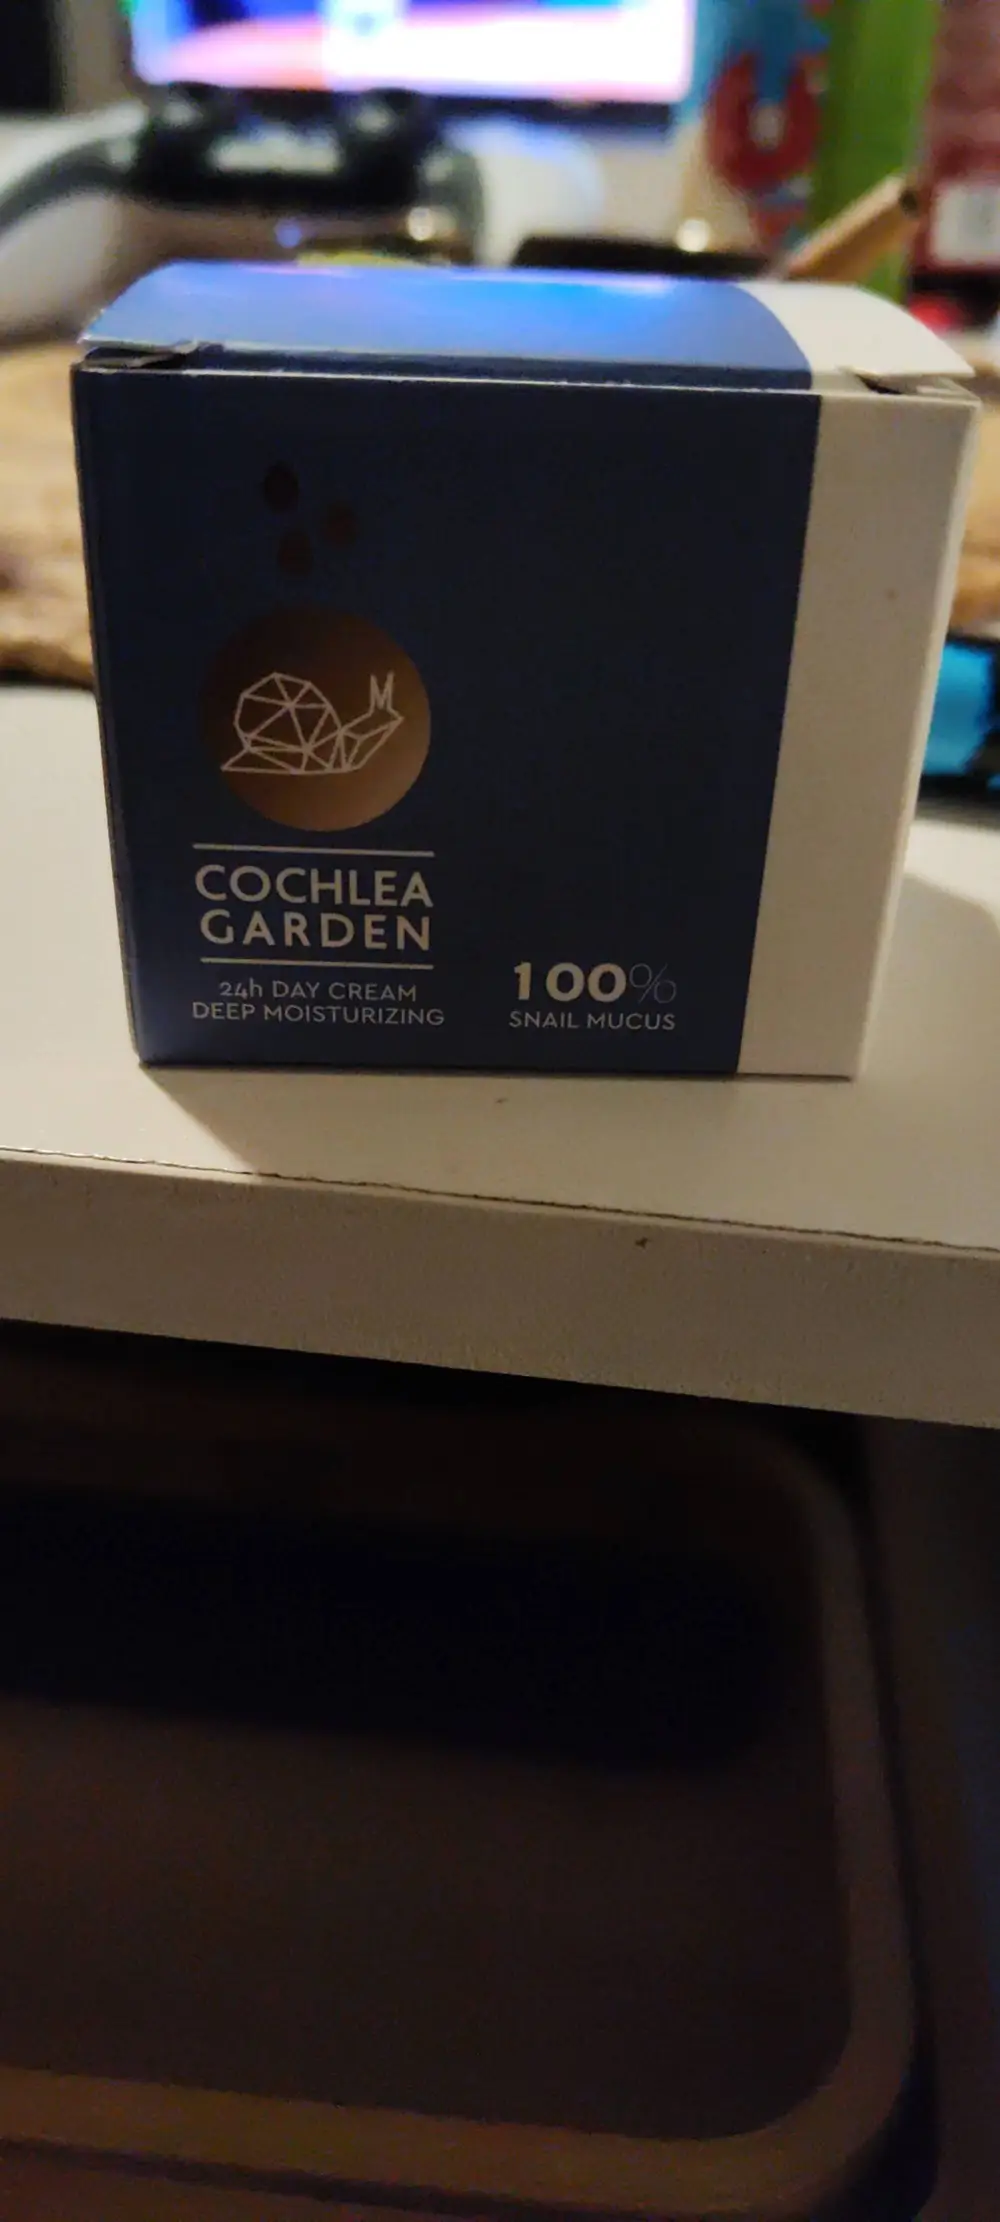 COCHLEA
GARDEN
24h DAY CREAM
DEEP MOISTURIZING
100%
SNAIL MUCUS